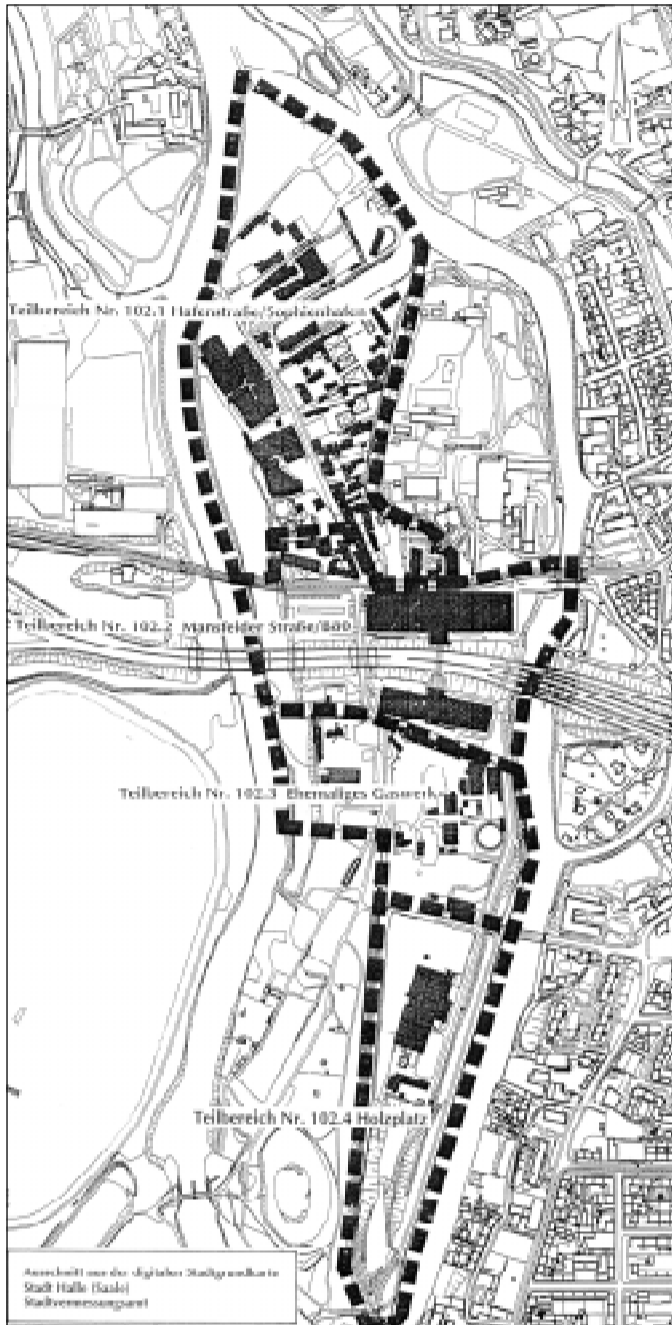 Teilbereich Nr. 102.1 Hafenstraße/Sophienhafen
Teilbereich Nr. 102.2 Mansfelder Straße/B80
Teilbereich Nr. 102.3 Ehemaliges Gaswerk
Teilbereich Nr. 102.4 Holzplatz
Ausschnitt aus der digitalen Stadtgrundkarte
Stadt Halle (Saale)
Stadtvermessungsamt